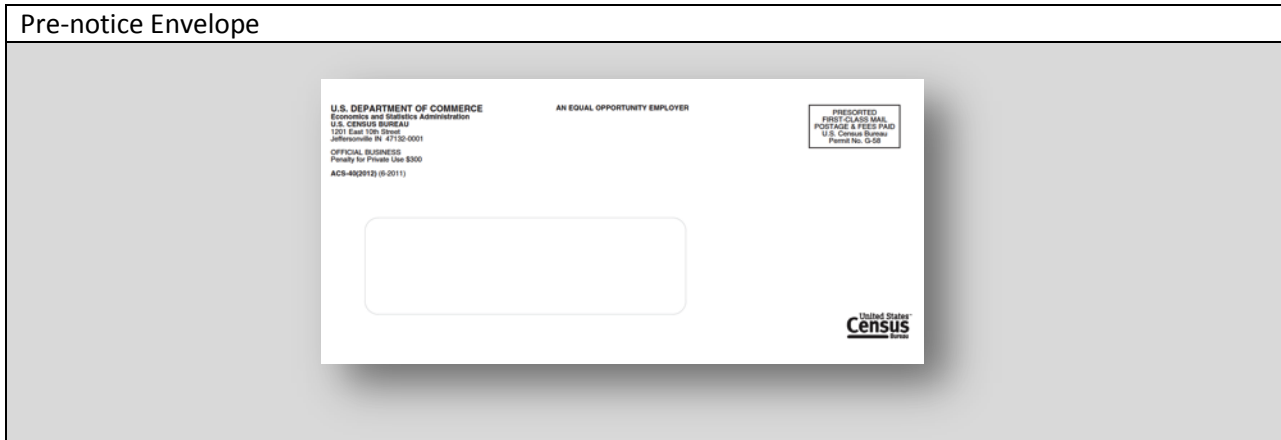 Pre-notice Envelope
U.S. DEPARTMENT OF COMMERCE
Economics and Statistics Administration
U.S. CENSUS BUREAU
1201 East 10th Street
Jeffersonville IN 47132-0001
OFFICIAL BUSINESS
Penalty for Private Use $300
ACS-40(2012) (6-2011)
AN EQUAL OPPORTUNITY EMPLOYER
PRESORTED
FIRST-CLASS MAIL
POSTAGE & FEES PAID
U.S. Census Bureau
Permit No. G-58
United States™
Census
Bureau